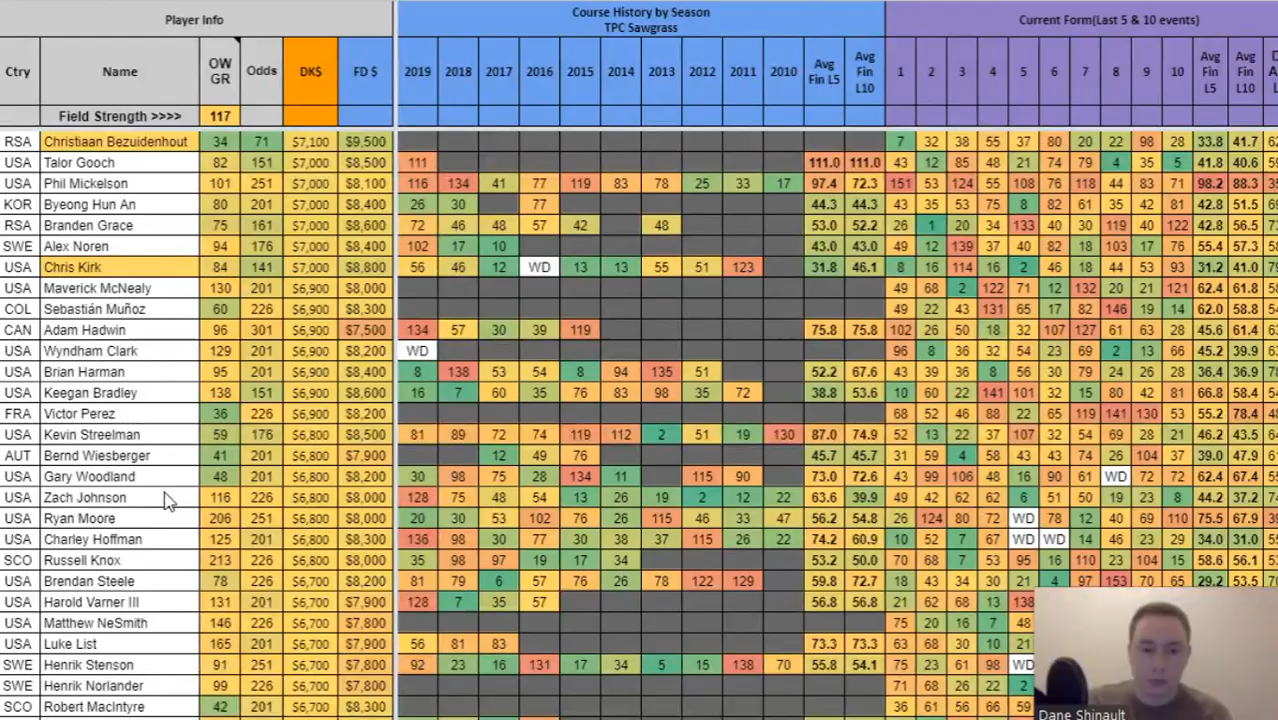 Player Info
Course History by Season
TPC Sawgrass
Current Form(Last 5 & 10 events)
Ctry Name OW GR Odds DK$ FD $ 2019 2018 2017 2016 2015 2014 2013 2012 2011 2010 Avg Fin L5 Avg Fin L10 1 2 3 4 5 6 7 8 9 10 Avg Fin L5 Avg Fin L10
Field Strength >>>> 117
RSA Christiaan Bezuidenhout 34 71 $7,100 $9,500 7 32 38 55 37 80 20 22 98 28 33.8 41.7
USA Talor Gooch 82 151 $7,000 $8,500 111 111.0 111.0 43 12 85 48 21 74 79 4 35 5 41.8 40.6
USA Phil Mickelson 101 251 $7,000 $8,100 116 134 41 77 119 83 78 25 33 17 97.4 72.3 151 53 124 55 108 76 118 44 83 71 98.2 88.3
KOR Byeong Hun An 80 201 $7,000 $8,400 26 30 77 44.3 44.3 43 35 53 75 8 82 61 35 42 81 42.8 51.5
RSA Branden Grace 75 161 $7,000 $8,500 72 46 48 57 42 48 53.0 52.2 26 1 20 34 133 40 30 119 40 122 42.8 56.5
SWE Alex Noren 94 176 $7,000 $8,400 102 17 10 43.0 43.0 49 12 139 37 40 82 18 103 17 76 55.4 57.3
USA Chris Kirk 84 141 $7,000 $8,800 56 46 12 WD 13 13 55 51 123 31.8 46.1 8 16 114 16 2 46 18 44 53 93 31.2 41.0
USA Maverick McNealy 130 201 $6,900 $8,000 49 68 2 122 71 12 132 20 21 121 62.4 61.8
COL Sebastián Muñoz 60 226 $6,900 $8,300 49 22 43 131 65 17 82 146 19 14 62.0 58.8
CAN Adam Hadwin 96 301 $6,900 $7,500 134 57 30 39 119 75.8 75.8 102 26 50 18 32 107 127 61 63 28 45.6 61.4
USA Wyndham Clark 129 201 $6,900 $8,200 WD 96 8 36 32 54 23 69 2 13 66 45.2 39.9
USA Brian Harman 95 201 $6,900 $8,200 8 138 53 54 8 94 135 51 52.2 67.6 43 39 36 8 56 30 79 24 26 28 36.4 36.9
USA Keegan Bradley 138 151 $6,900 $8,600 16 7 60 35 76 83 98 35 72 38.8 53.6 10 60 22 141 101 32 15 80 42 81 66.8 58.4
FRA Victor Perez 36 226 $6,900 $8,200 68 52 46 88 22 65 119 141 130 53 55.2 78.4
USA Kevin Streelman 59 176 $6,800 $8,500 81 89 72 74 119 112 2 51 19 130 87.0 74.9 52 13 22 37 107 32 54 69 28 21 46.2 43.5
AUT Bernd Wiesberger 41 201 $6,800 $7,900 12 49 76 45.7 45.7 31 59 4 58 43 43 74 26 104 37 39.0 47.9
USA Gary Woodland 48 201 $6,800 $8,200 30 98 75 28 134 11 115 90 73.0 72.6 43 99 106 48 16 90 61 WD 72 72 62.4 67.4
USA Zach Johnson 116 226 $6,800 $8,000 128 75 48 54 13 26 19 2 12 22 63.6 39.9 49 42 62 62 6 51 50 19 23 8 44.2 37.2
USA Ryan Moore 206 251 $6,800 $8,000 20 30 53 102 76 26 115 46 33 47 56.2 54.8 26 124 80 72 WD 78 12 40 69 110 75.5 67.9
USA Charley Hoffman 125 201 $6,800 $8,300 136 98 30 77 30 38 37 115 26 22 74.2 60.9 10 52 7 67 WD WD 14 46 23 29 34.0 31.0
SCO Russell Knox 213 226 $6,800 $8,000 35 98 97 19 17 34 53.2 50.0 70 68 7 53 95 16 110 23 104 15 58.6 56.1
USA Brendan Steele 78 226 $6,700 $8,200 81 79 6 57 76 26 78 122 129 59.8 72.7 18 43 34 30 21 4 97 153 70 65 29.2 53.5
USA Harold Varner III 131 201 $6,700 $7,900 128 7 35 57 56.8 56.8 21 62 68 13 138
USA Matthew NeSmith 146 226 $6,700 $7,800 75 20 16 7 48
USA Luke List 165 201 $6,700 $7,900 56 81 83 73.3 73.3 63 68 30 10 21
SWE Henrik Stenson 91 251 $6,700 $7,800 92 23 16 131 17 34 5 15 138 70 55.8 54.1 75 23 61 98 WD
SWE Henrik Norlander 99 226 $6,700 $7,800 71 68 26 22 2
SCO Robert MacIntyre 42 201 $6,700 $8,300 36 61 66 15 59
Dane Shinault